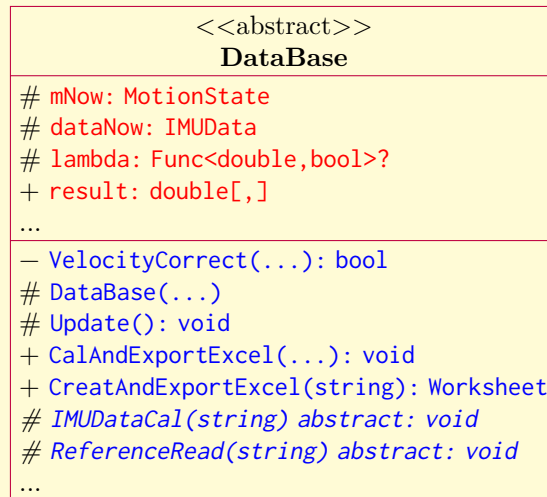 <<abstract>>
DataBase
# mNow: MotionState
# dataNow: IMUData
# lambda: Func<double,bool>?
+ result: double[,]
...
− VelocityCorrect(...): bool
# DataBase(...)
# Update(): void
+ CalAndExportExcel(...): void
+ CreatAndExportExcel(string): Worksheet
# IMUDataCal(string) abstract: void
# ReferenceRead(string) abstract: void
...